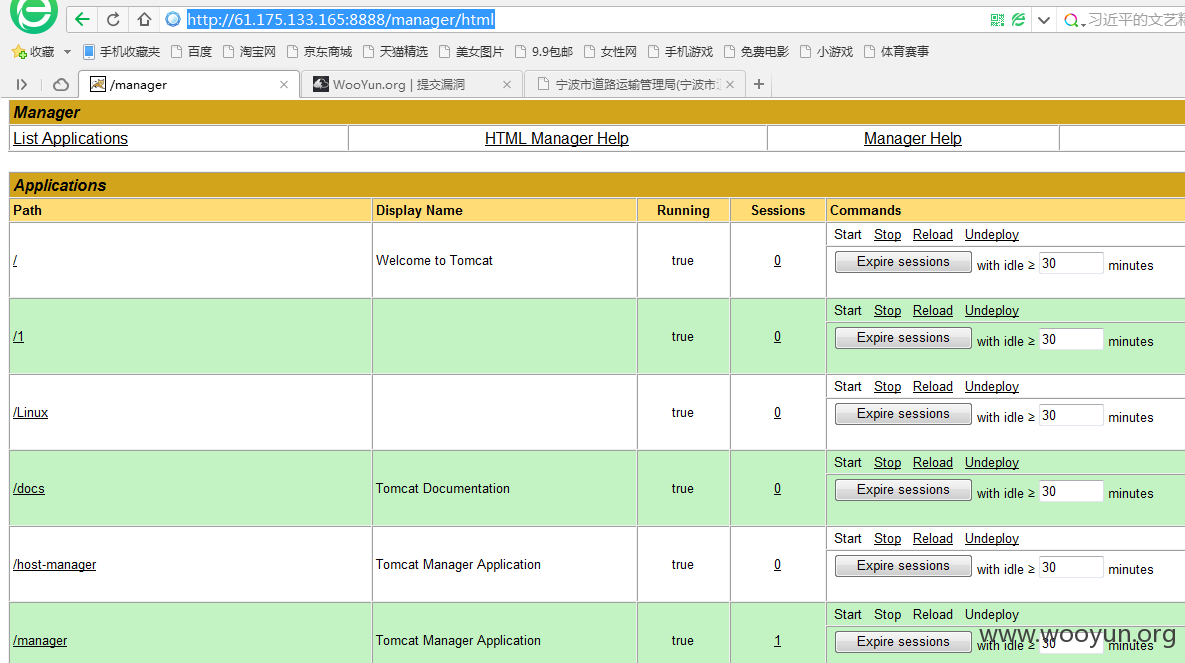 http://61.175.133.165:8888/manager/html
收藏 手机收藏夹 百度 淘宝网 京东商城 天猫精选 美女图片 9.9包邮 女性网 手机游戏 免费电影 小游戏 体育赛事
/manager WooYun.org | 提交漏洞 宁波市道路运输管理局(宁波市
Manager
List Applications HTML Manager Help Manager Help
Applications
Path Display Name Running Sessions Commands
Start Stop Reload Undeploy
/ Welcome to Tomcat true 0 Expire sessions with idle ≥ 30 minutes
Start Stop Reload Undeploy
/1 true 0 Expire sessions with idle ≥ 30 minutes
Start Stop Reload Undeploy
/Linux true 0 Expire sessions with idle ≥ 30 minutes
Start Stop Reload Undeploy
/docs Tomcat Documentation true 0 Expire sessions with idle ≥ 30 minutes
Start Stop Reload Undeploy
/host-manager Tomcat Manager Application true 0 Expire sessions with idle ≥ 30 minutes
Start Stop Reload Undeploy
/manager Tomcat Manager Application true 1 Expire sessions with idle ≥ 30 minutes
www.wooyun.org